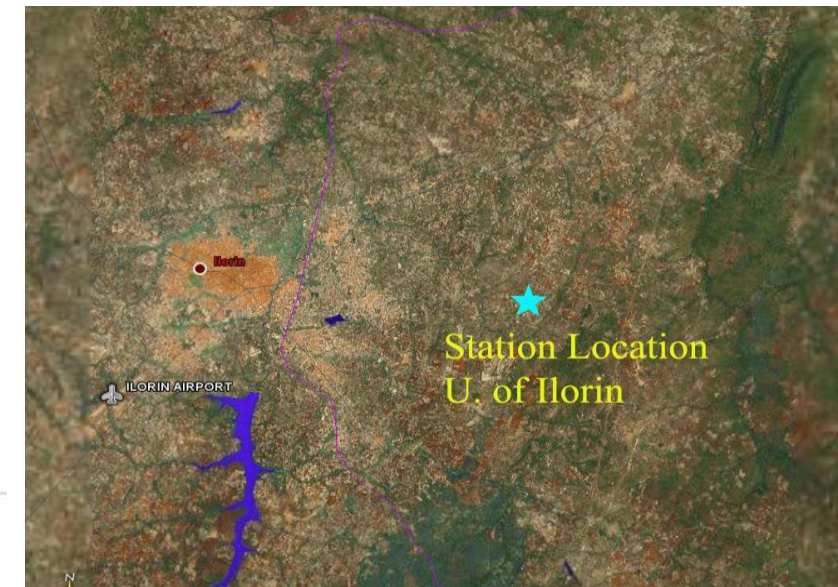 Ilorin
Station Location
U. of Ilorin
ILORIN AIRPORT
N